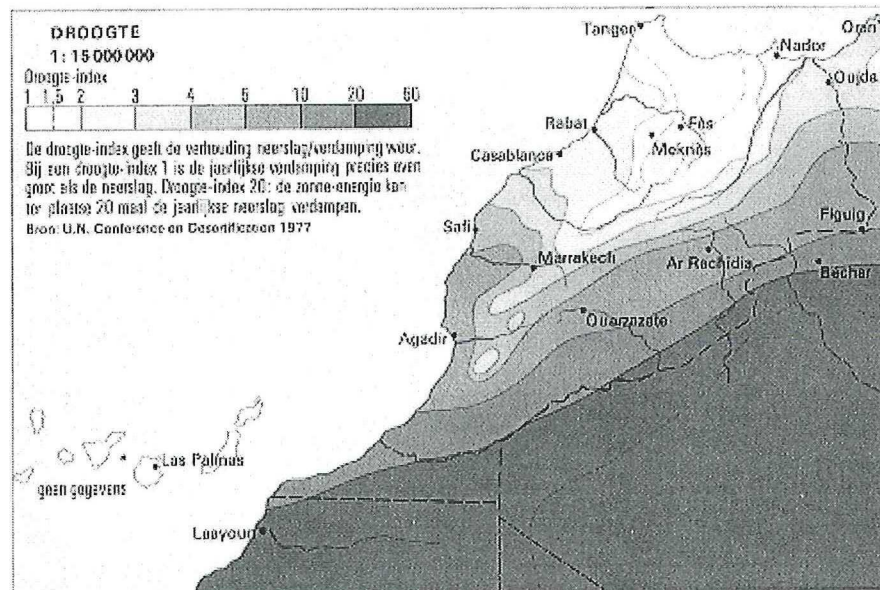 DROOGTE
1: 15 000 000
Droogte-index
1 1,5 2 3 5 10 20 60
De droogte-index geeft de verhouding neerslag/verdamping weer.
Bij een droogte-index 1 is de jaarlijkse verdamping precies even
groot als de neerslag. Droogte-index 20: de zonne-energie kan
ter plaatse 20 maal de jaarlijkse neerslag verdampen.
Bron: U.N. Conference on Desertification 1977
Tanger
Oran
Nador
Oujda
Rabat
Fès
Meknès
Casablanca
Safi
Figuig
Marrakech
Ar Rachidia
Béchar
Ouarzazate
Agadir
Las Palmas
geen gegevens
Laayoun